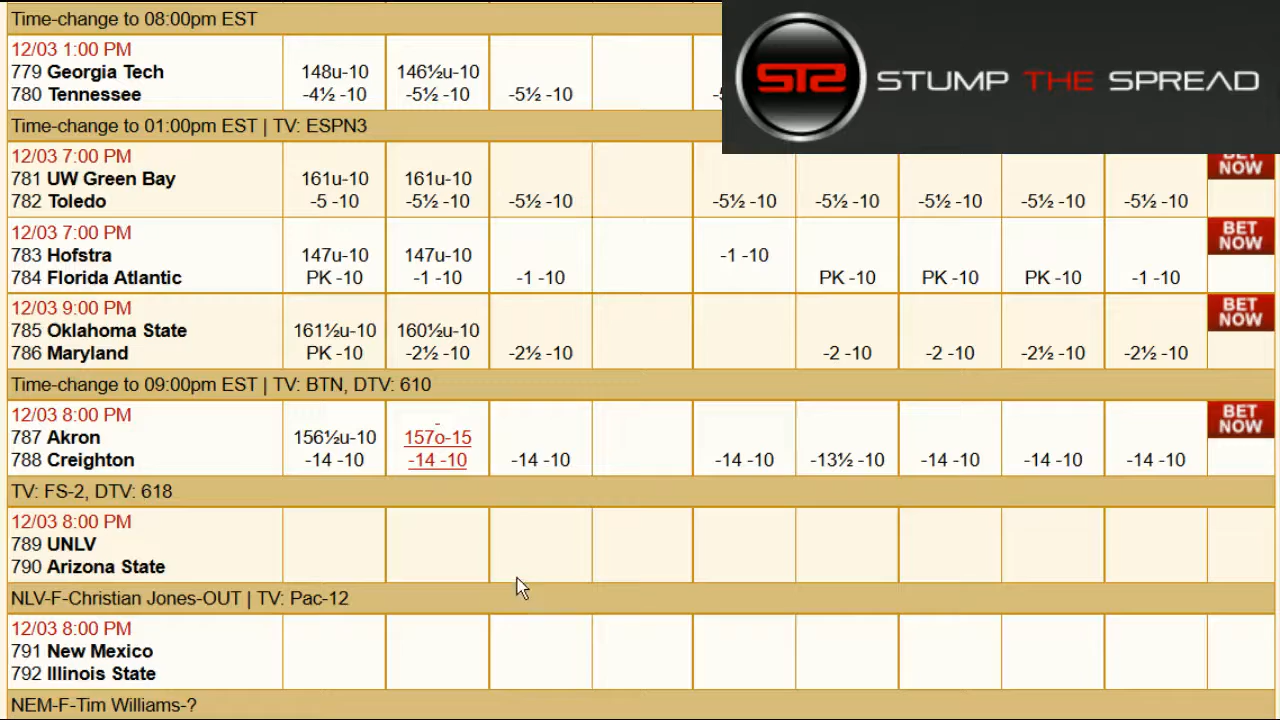 Time-change to 08:00pm EST
STS STUMP THE SPREAD
12/03 1:00 PM
779 Georgia Tech 148u-10 146½u-10
780 Tennessee -4½ -10 -5½ -10 -5½ -10
Time-change to 01:00pm EST | TV: ESPN3
12/03 7:00 PM BET
781 UW Green Bay 161u-10 161u-10 NOW
782 Toledo -5 -10 -5½ -10 -5½ -10 -5½ -10 -5½ -10 -5½ -10 -5½ -10 -5½ -10
12/03 7:00 PM BET NOW
783 Hofstra 147u-10 147u-10 -1 -10
784 Florida Atlantic PK -10 -1 -10 -1 -10 PK -10 PK -10 PK -10 -1 -10
12/03 9:00 PM BET NOW
785 Oklahoma State 161½u-10 160½u-10
786 Maryland PK -10 -2½ -10 -2½ -10 -2 -10 -2 -10 -2½ -10 -2½ -10
Time-change to 09:00pm EST | TV: BTN, DTV: 610
12/03 8:00 PM BET NOW
787 Akron 156½u-10 157o-15
788 Creighton -14 -10 -14 -10 -14 -10 -14 -10 -13½ -10 -14 -10 -14 -10 -14 -10
TV: FS-2, DTV: 618
12/03 8:00 PM
789 UNLV
790 Arizona State
NLV-F-Christian Jones-OUT | TV: Pac-12
12/03 8:00 PM
791 New Mexico
792 Illinois State
NEM-F-Tim Williams-?